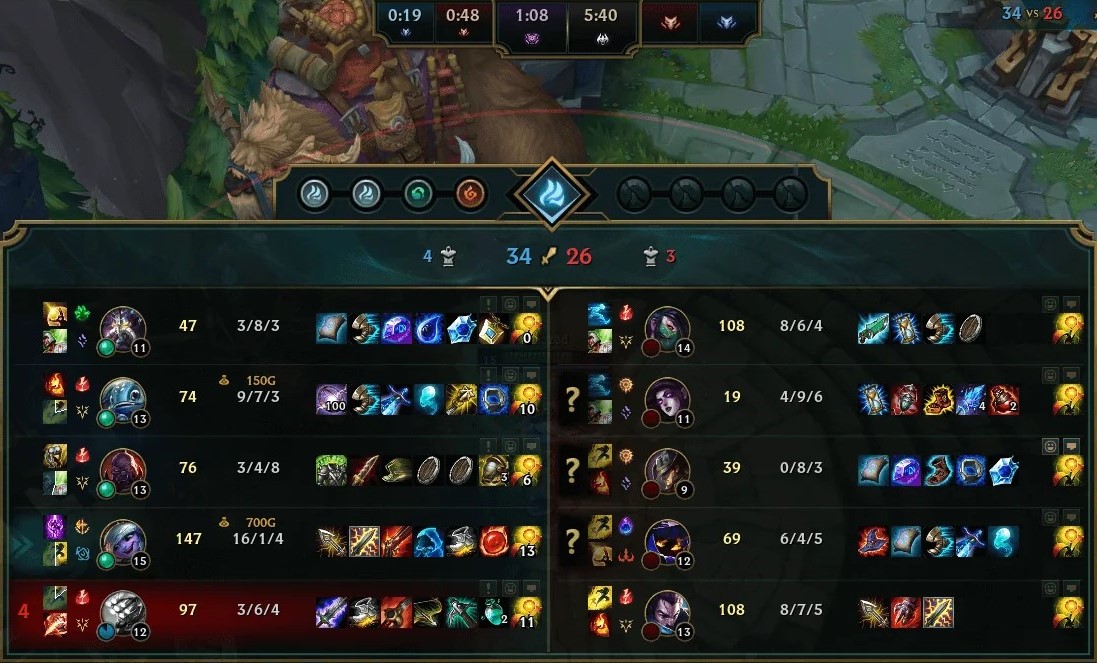 0:19 0:48 1:08 5:40
34 vs 26
4 34 26 3
11 47 3/8/3 0
14 108 8/6/4
13 74 150G 9/7/3 100 10
? 11 19 4/9/6 4 2
13 76 3/4/8 3 6
? 9 39 0/8/3
15 147 700G 16/1/4 13
? 12 69 6/4/5
4 12 97 3/6/4 2 11
13 108 8/7/5